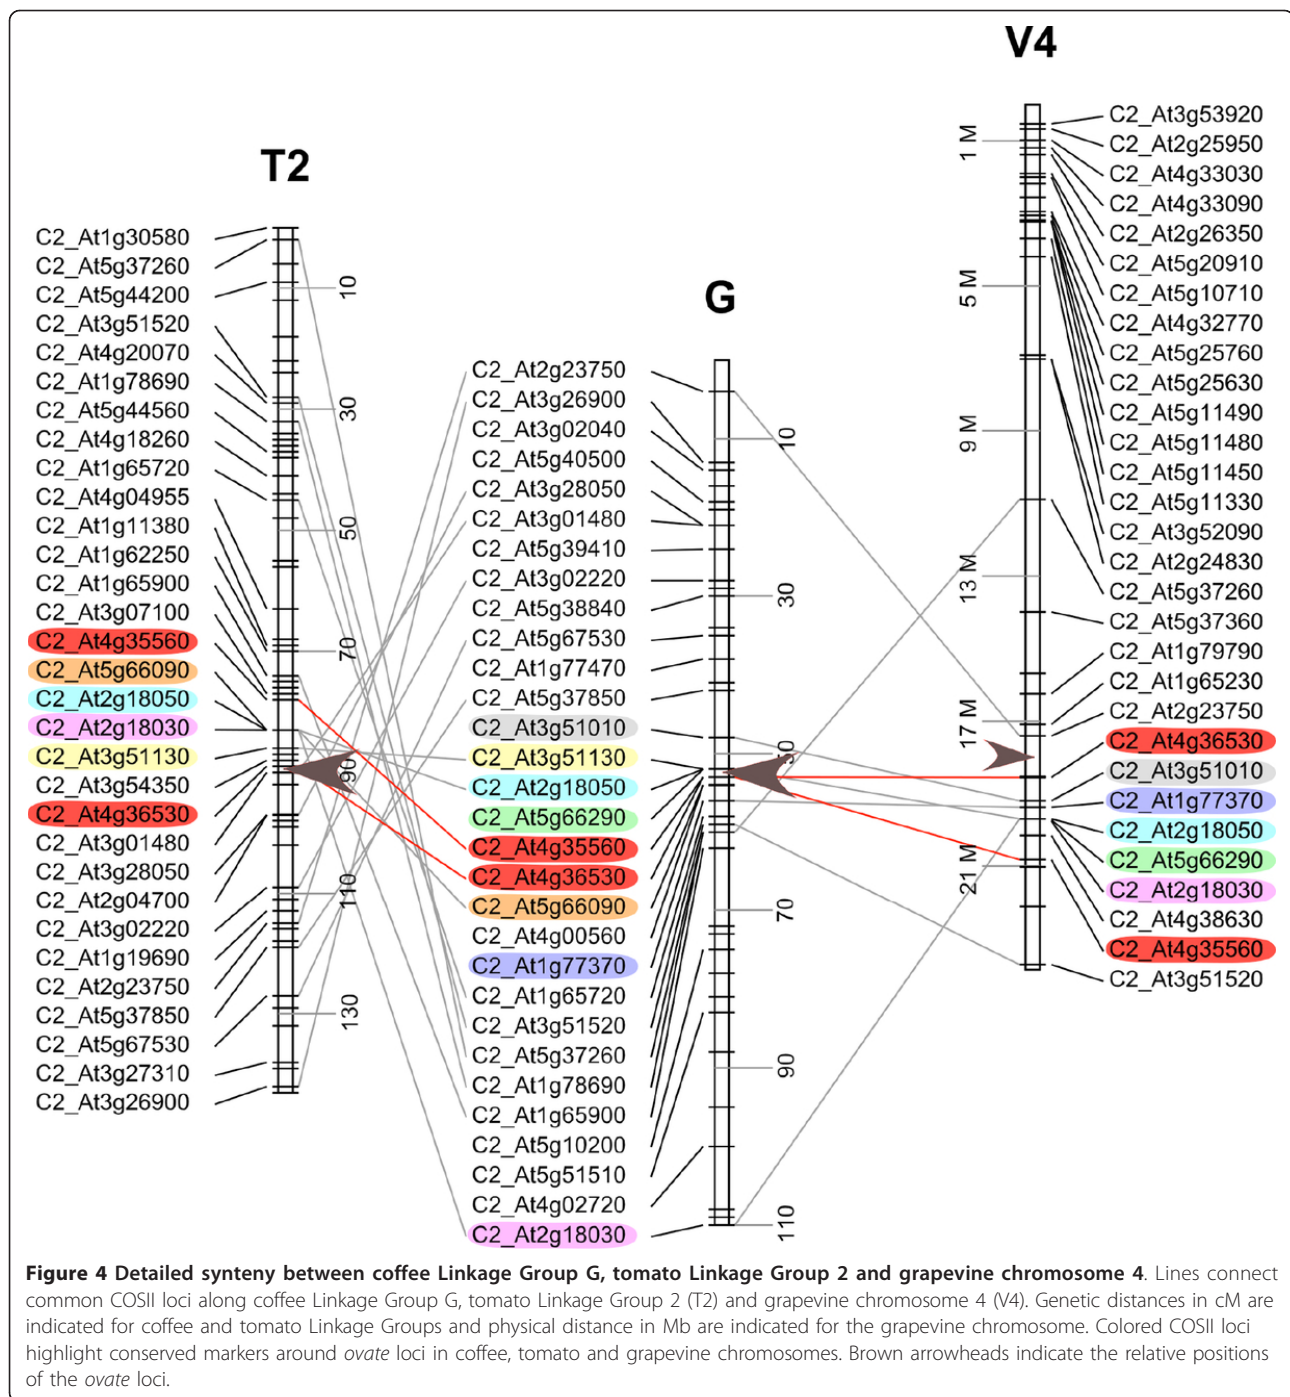 T2
C2_At1g30580
C2_At5g37260
C2_At5g44200
C2_At3g51520
C2_At4g20070
C2_At1g78690
C2_At5g44560
C2_At4g18260
C2_At1g65720
C2_At4g04955
C2_At1g11380
C2_At1g62250
C2_At1g65900
C2_At3g07100
C2_At4g35560
C2_At5g66090
C2_At2g18050
C2_At2g18030
C2_At3g51130
C2_At3g54350
C2_At4g36530
C2_At3g01480
C2_At3g28050
C2_At2g04700
C2_At3g02220
C2_At1g19690
C2_At2g23750
C2_At5g37850
C2_At5g67530
C2_At3g27310
C2_At3g26900
10
30
50
70
90
110
130
G
C2_At2g23750
C2_At3g26900
C2_At3g02040
C2_At5g40500
C2_At3g28050
C2_At3g01480
C2_At5g39410
C2_At3g02220
C2_At5g38840
C2_At5g67530
C2_At1g77470
C2_At5g37850
C2_At3g51010
C2_At3g51130
C2_At2g18050
C2_At5g66290
C2_At4g35560
C2_At4g36530
C2_At5g66090
C2_At4g00560
C2_At1g77370
C2_At1g65720
C2_At3g51520
C2_At5g37260
C2_At1g78690
C2_At1g65900
C2_At5g10200
C2_At5g51510
C2_At4g02720
C2_At2g18030
10
30
50
70
90
110
V4
1 M
5 M
9 M
13 M
17 M
21 M
C2_At3g53920
C2_At2g25950
C2_At4g33030
C2_At4g33090
C2_At2g26350
C2_At5g20910
C2_At5g10710
C2_At4g32770
C2_At5g25760
C2_At5g25630
C2_At5g11490
C2_At5g11480
C2_At5g11450
C2_At5g11330
C2_At3g52090
C2_At2g24830
C2_At5g37260
C2_At5g37360
C2_At1g79790
C2_At1g65230
C2_At2g23750
C2_At4g36530
C2_At3g51010
C2_At1g77370
C2_At2g18050
C2_At5g66290
C2_At2g18030
C2_At4g38630
C2_At4g35560
C2_At3g51520
Figure 4 Detailed synteny between coffee Linkage Group G, tomato Linkage Group 2 and grapevine chromosome 4. Lines connect
common COSII loci along coffee Linkage Group G, tomato Linkage Group 2 (T2) and grapevine chromosome 4 (V4). Genetic distances in cM are
indicated for coffee and tomato Linkage Groups and physical distance in Mb are indicated for the grapevine chromosome. Colored COSII loci
highlight conserved markers around ovate loci in coffee, tomato and grapevine chromosomes. Brown arrowheads indicate the relative positions
of the ovate loci.